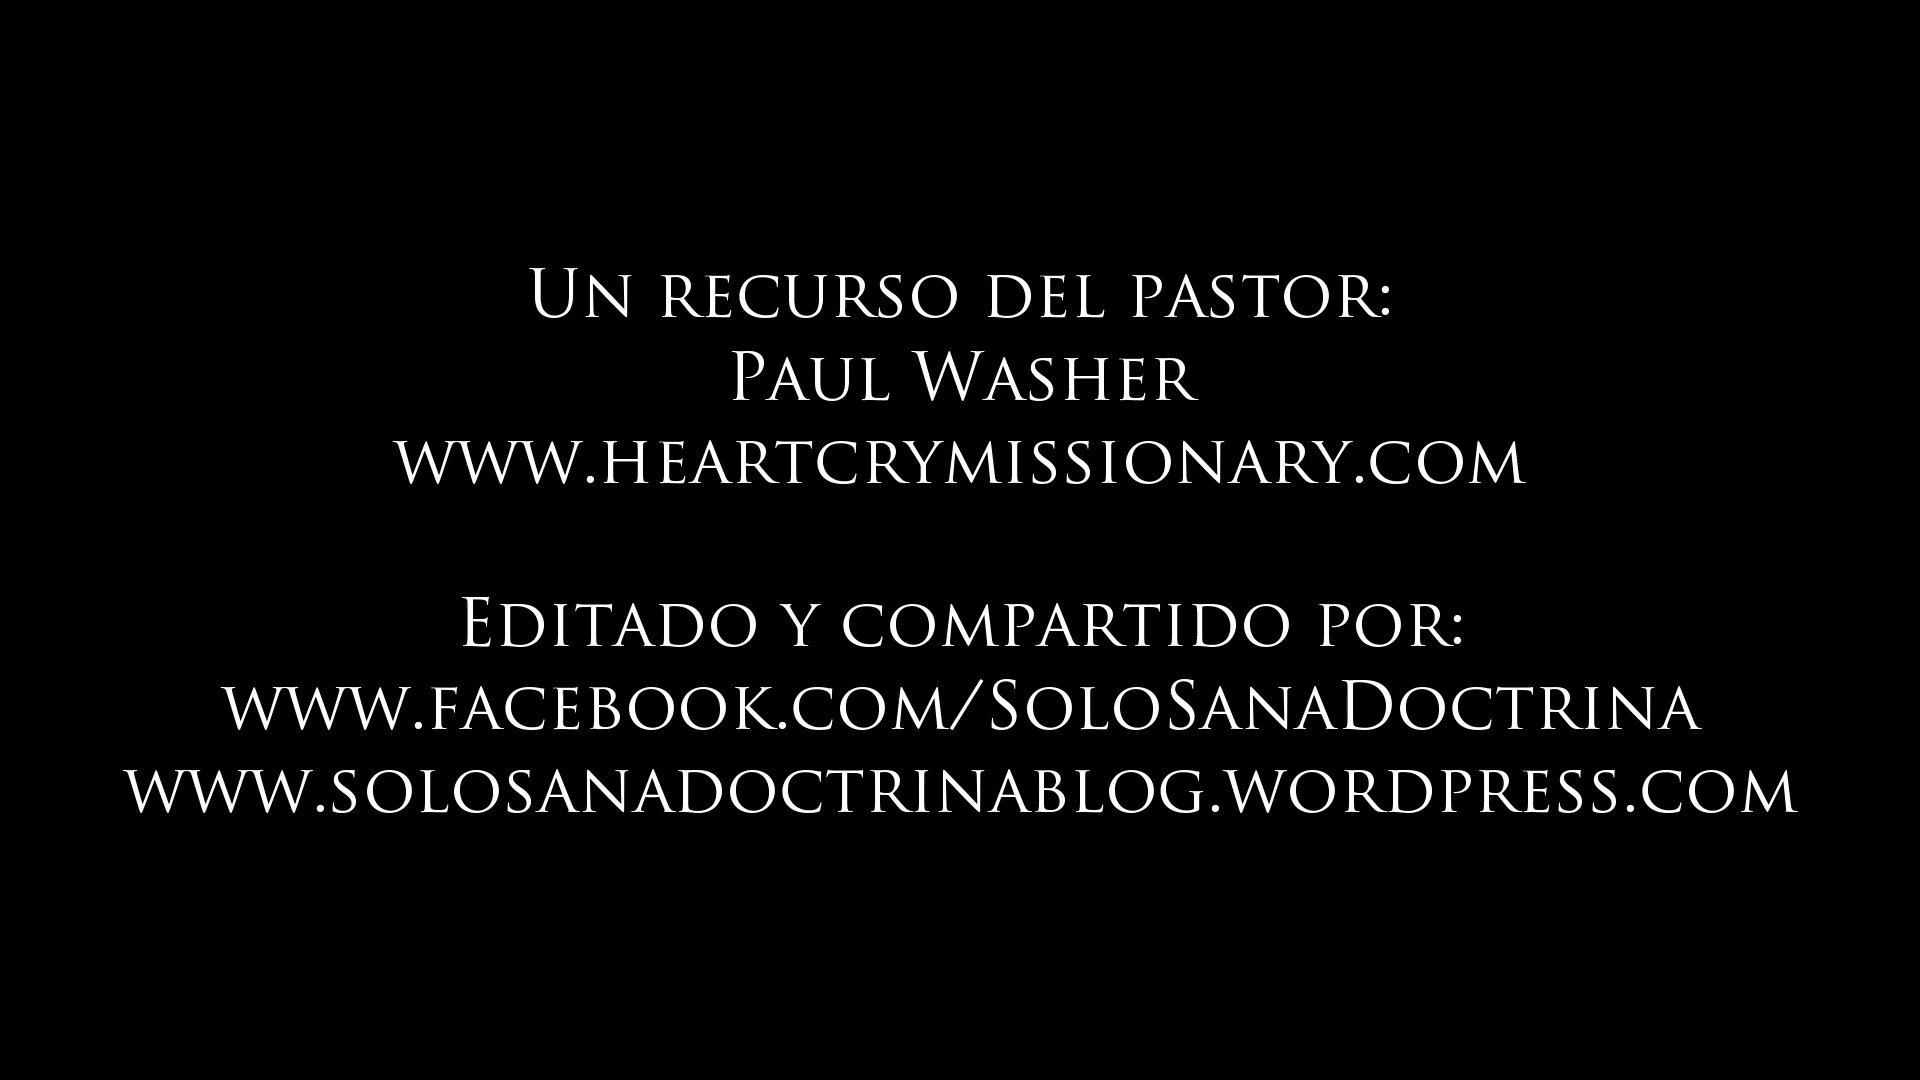 Un recurso del pastor:
Paul Washer
www.heartcrymissionary.com
Editado y compartido por:
www.facebook.com/SoloSanaDoctrina
www.solosanadoctrinablog.wordpress.com